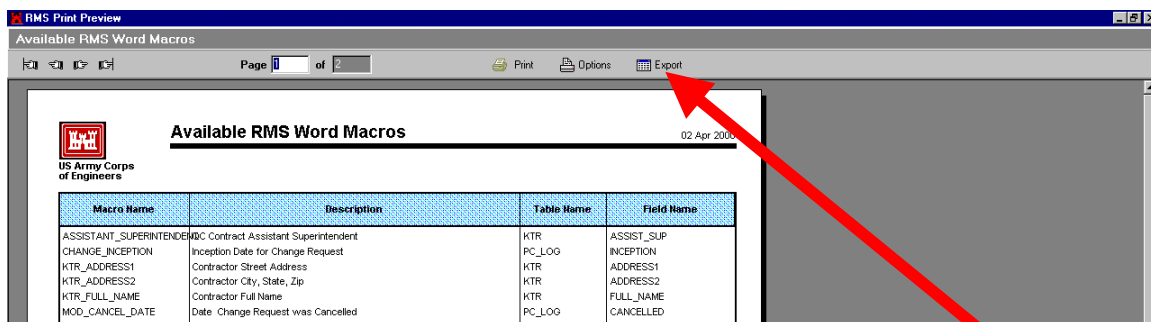 RMS Print Preview
Available RMS Word Macros
Page 1 of 2 Print Options Export
Available RMS Word Macros
02 Apr 2000
US Army Corps
of Engineers
Macro Name Description Table Name Field Name
ASSISTANT_SUPERINTENDENT Contract Assistant Superintendent KTR ASSIST_SUP
CHANGE_INCEPTION Inception Date for Change Request PC_LOG INCEPTION
KTR_ADDRESS1 Contractor Street Address KTR ADDRESS1
KTR_ADDRESS2 Contractor City, State, Zip KTR ADDRESS2
KTR_FULL_NAME Contractor Full Name KTR FULL_NAME
MOD_CANCEL_DATE Date Change Request was Cancelled PC_LOG CANCELLED